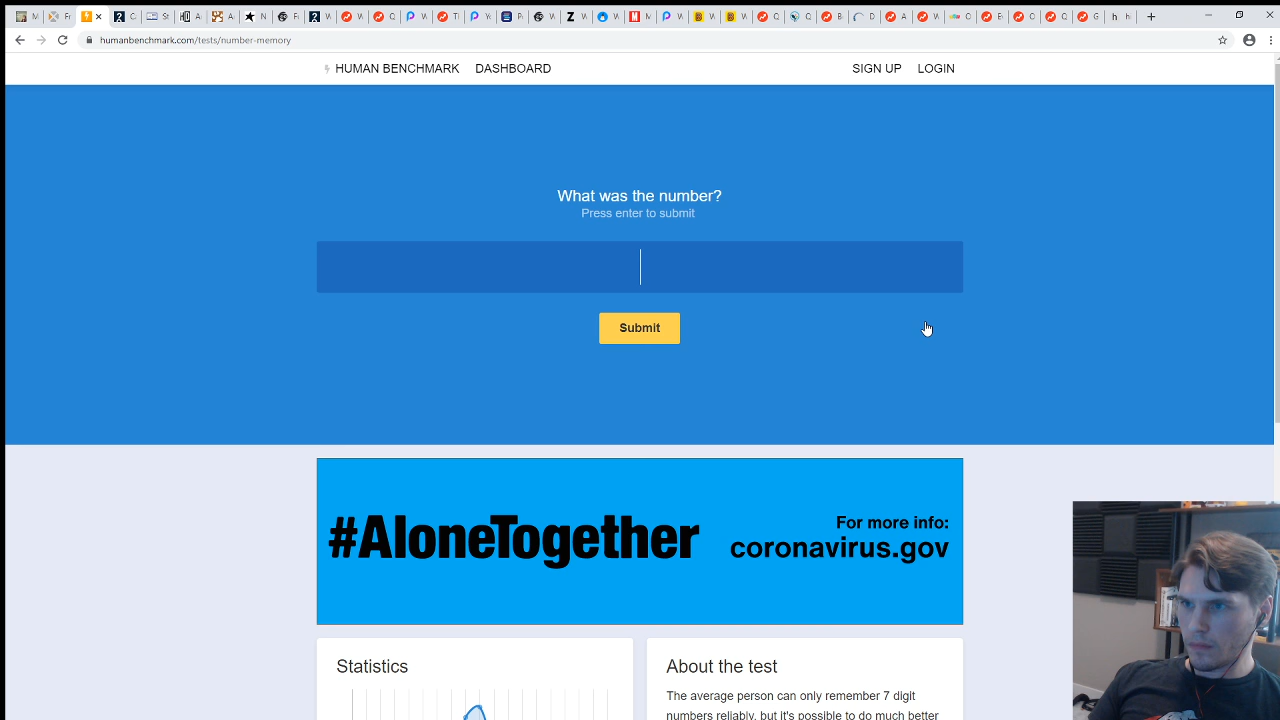 humanbenchmark.com/tests/number-memory
HUMAN BENCHMARK DASHBOARD SIGN UP LOGIN
What was the number?
Press enter to submit
Submit
#AloneTogether
For more info:
coronavirus.gov
Statistics
About the test
The average person can only remember 7 digit
numbers reliably, but it's possible to do much better